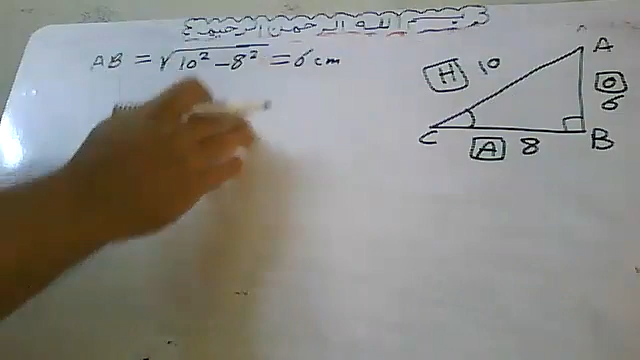 بسم الله الرحمن الرحيم
AB = √10² - 8² = 6 cm
A
H 10
O
6
C
A 8
B